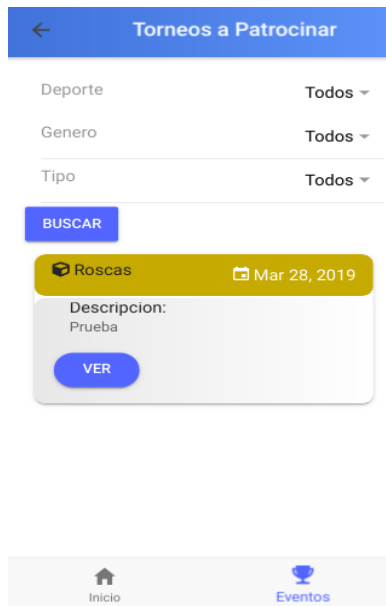 Torneos a Patrocinar
Deporte Todos
Genero Todos
Tipo Todos
BUSCAR
Roscas Mar 28, 2019
Descripcion:
Prueba
VER
Inicio Eventos